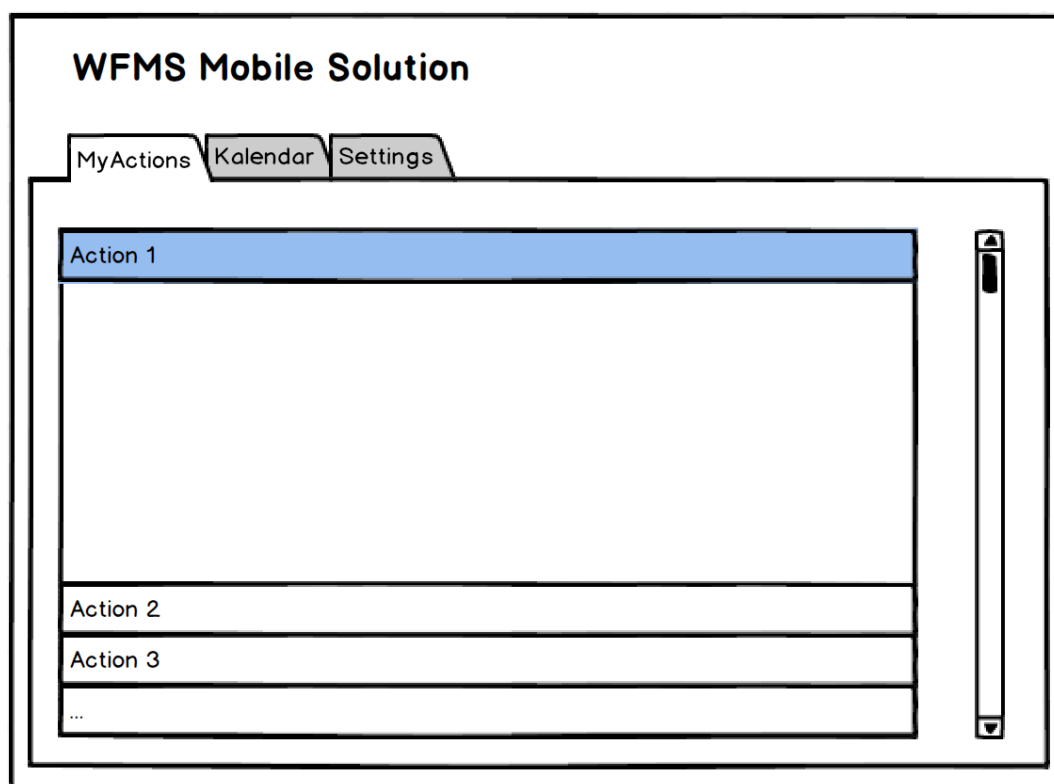 WFMS Mobile Solution
MyActions Kalendar Settings
Action 1
Action 2
Action 3
...